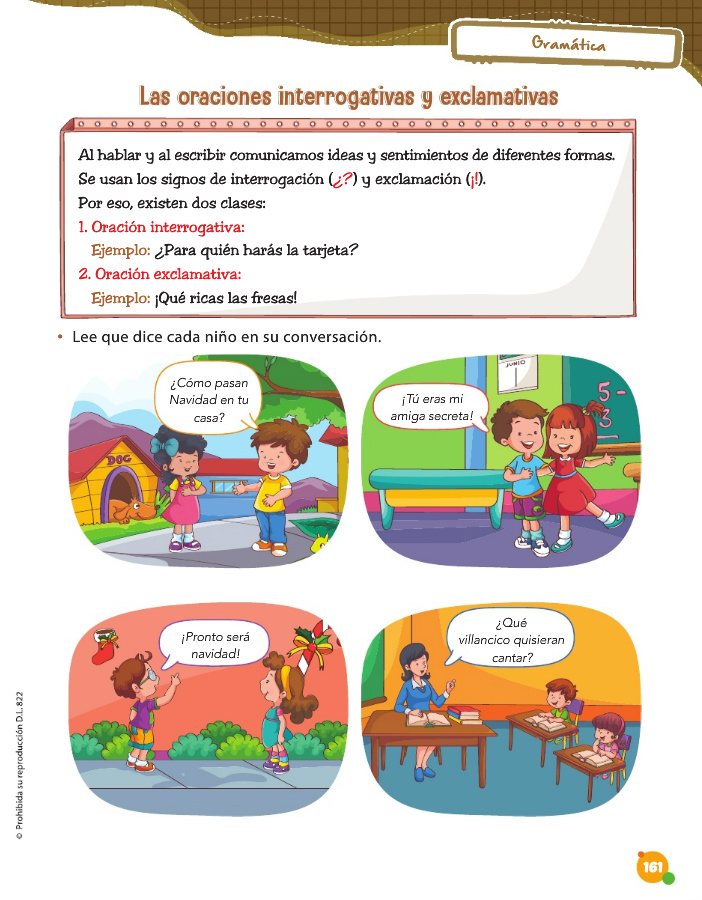 Gramática
Las oraciones interrogativas y exclamativas
Al hablar y al escribir comunicamos ideas y sentimientos de diferentes formas.
Se usan los signos de interrogación (¿?) y exclamación (¡!).
Por eso, existen dos clases:
1. Oración interrogativa:
Ejemplo: ¿Para quién harás la tarjeta?
2. Oración exclamativa:
Ejemplo: ¡Qué ricas las fresas!
• Lee que dice cada niño en su conversación.
¿Cómo pasan
Navidad en tu
casa?
DOG
¡Tú eras mi
amiga secreta!
JUNIO
1
5-
3
1
¡Pronto será
navidad!
¿Qué
villancico quisieran
cantar?
© Prohibida su reproducción D.L. 822
161